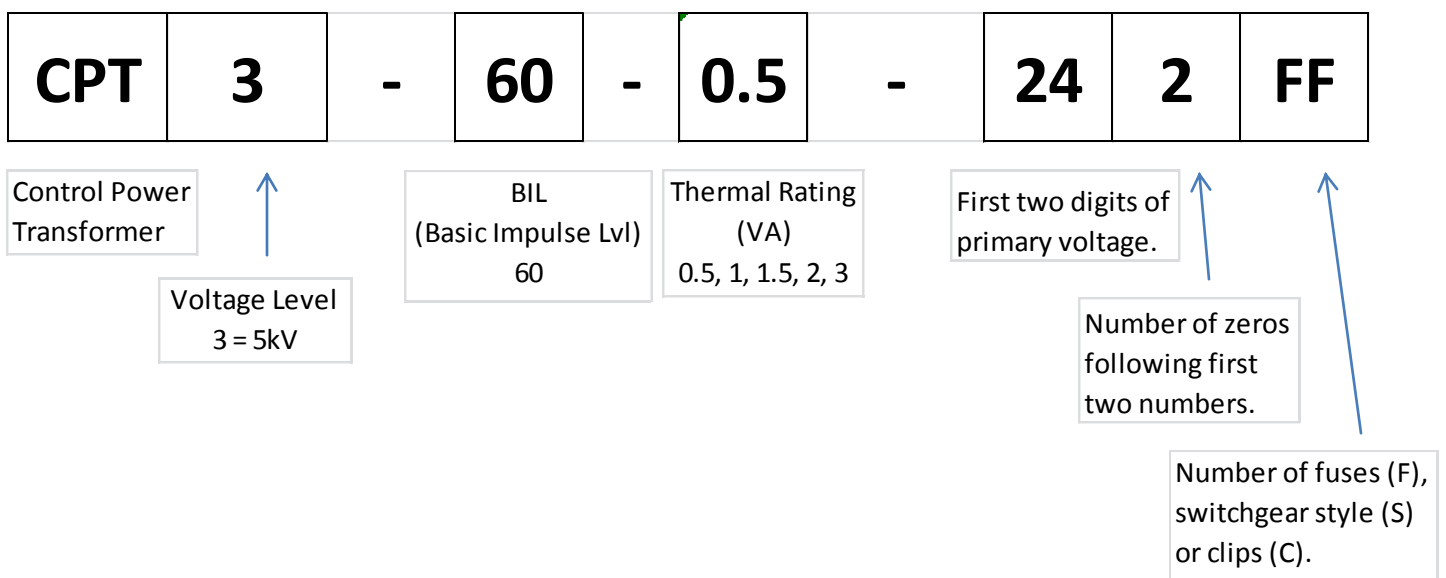 CPT 3 - 60 - 0.5 - 24 2 FF
Control Power
Transformer
Voltage Level
3 = 5kV
BIL
(Basic Impulse Lvl)
60
Thermal Rating
(VA)
0.5, 1, 1.5, 2, 3
First two digits of
primary voltage.
Number of zeros
following first
two numbers.
Number of fuses (F),
switchgear style (S)
or clips (C).